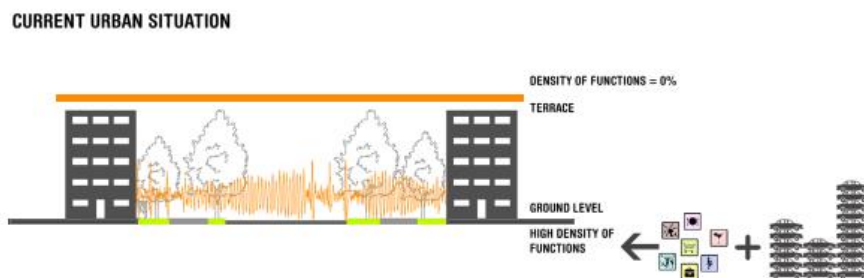 CURRENT URBAN SITUATION
DENSITY OF FUNCTIONS = 0%
TERRACE
GROUND LEVEL
HIGH DENSITY OF
FUNCTIONS